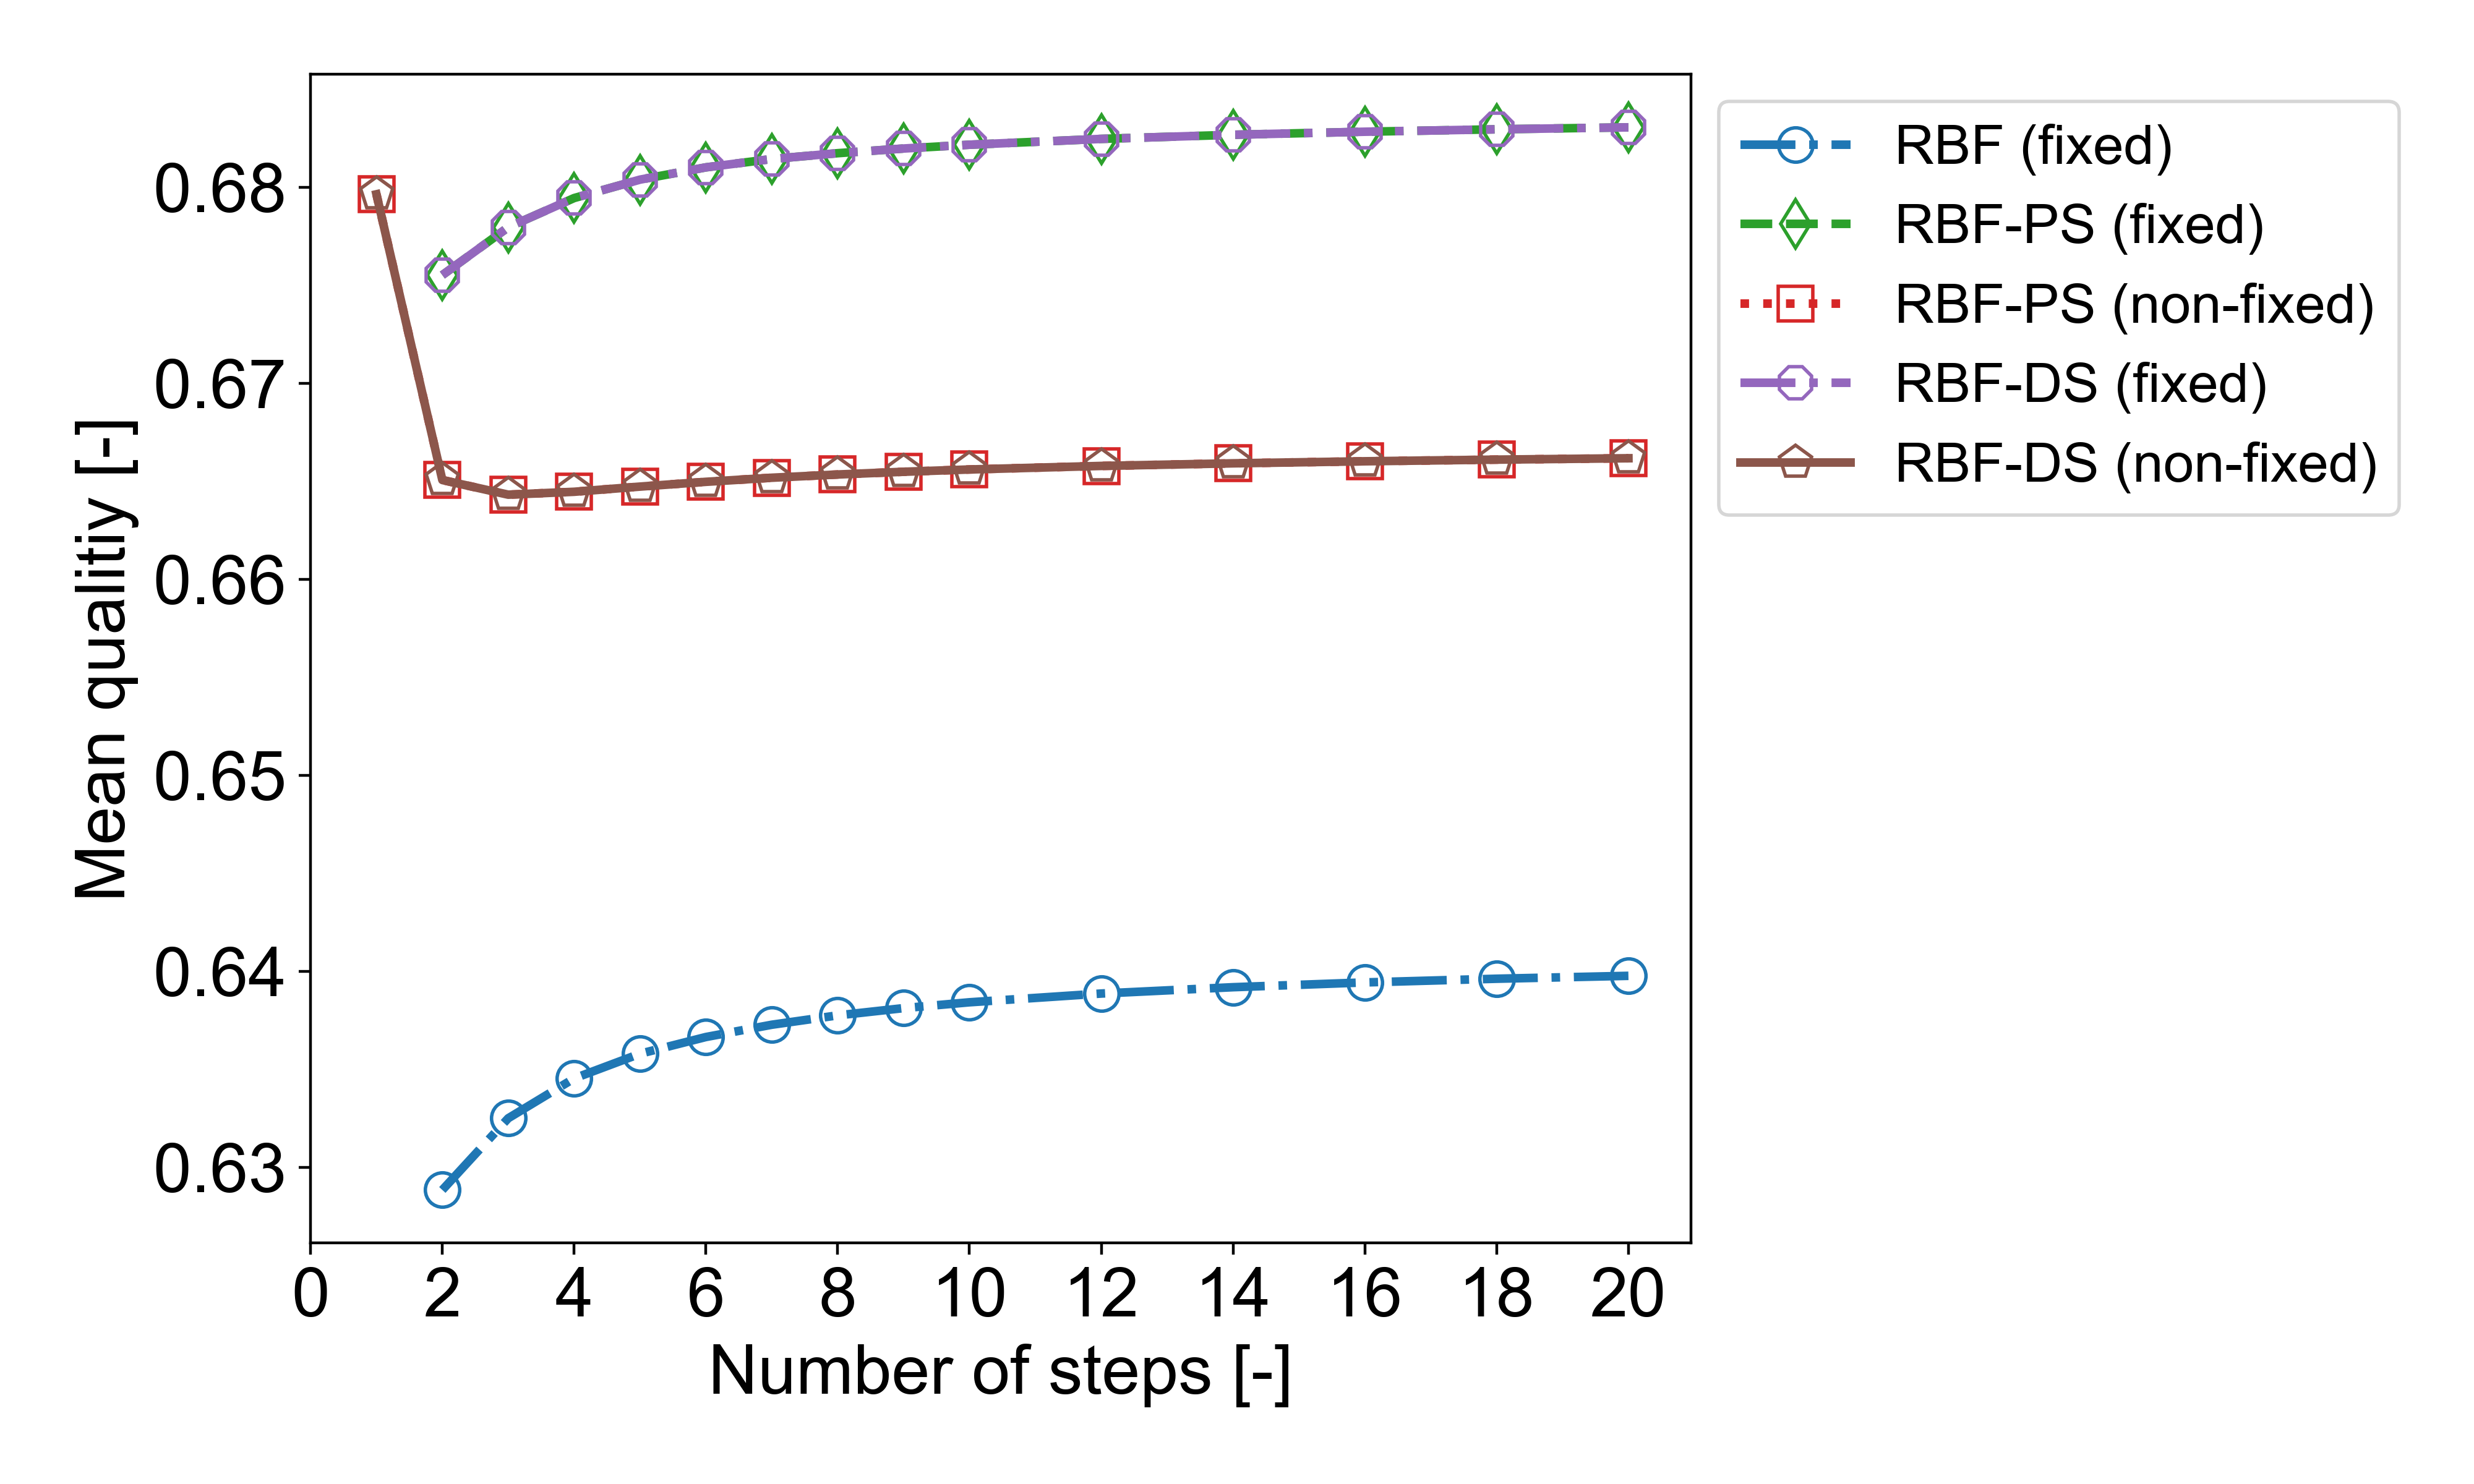 0.68
0.67
0.66
0.65
0.64
0.63
Mean qualitiy [-]
0 2 4 6 8 10 12 14 16 18 20
Number of steps [-]
RBF (fixed)
RBF-PS (fixed)
RBF-PS (non-fixed)
RBF-DS (fixed)
RBF-DS (non-fixed)